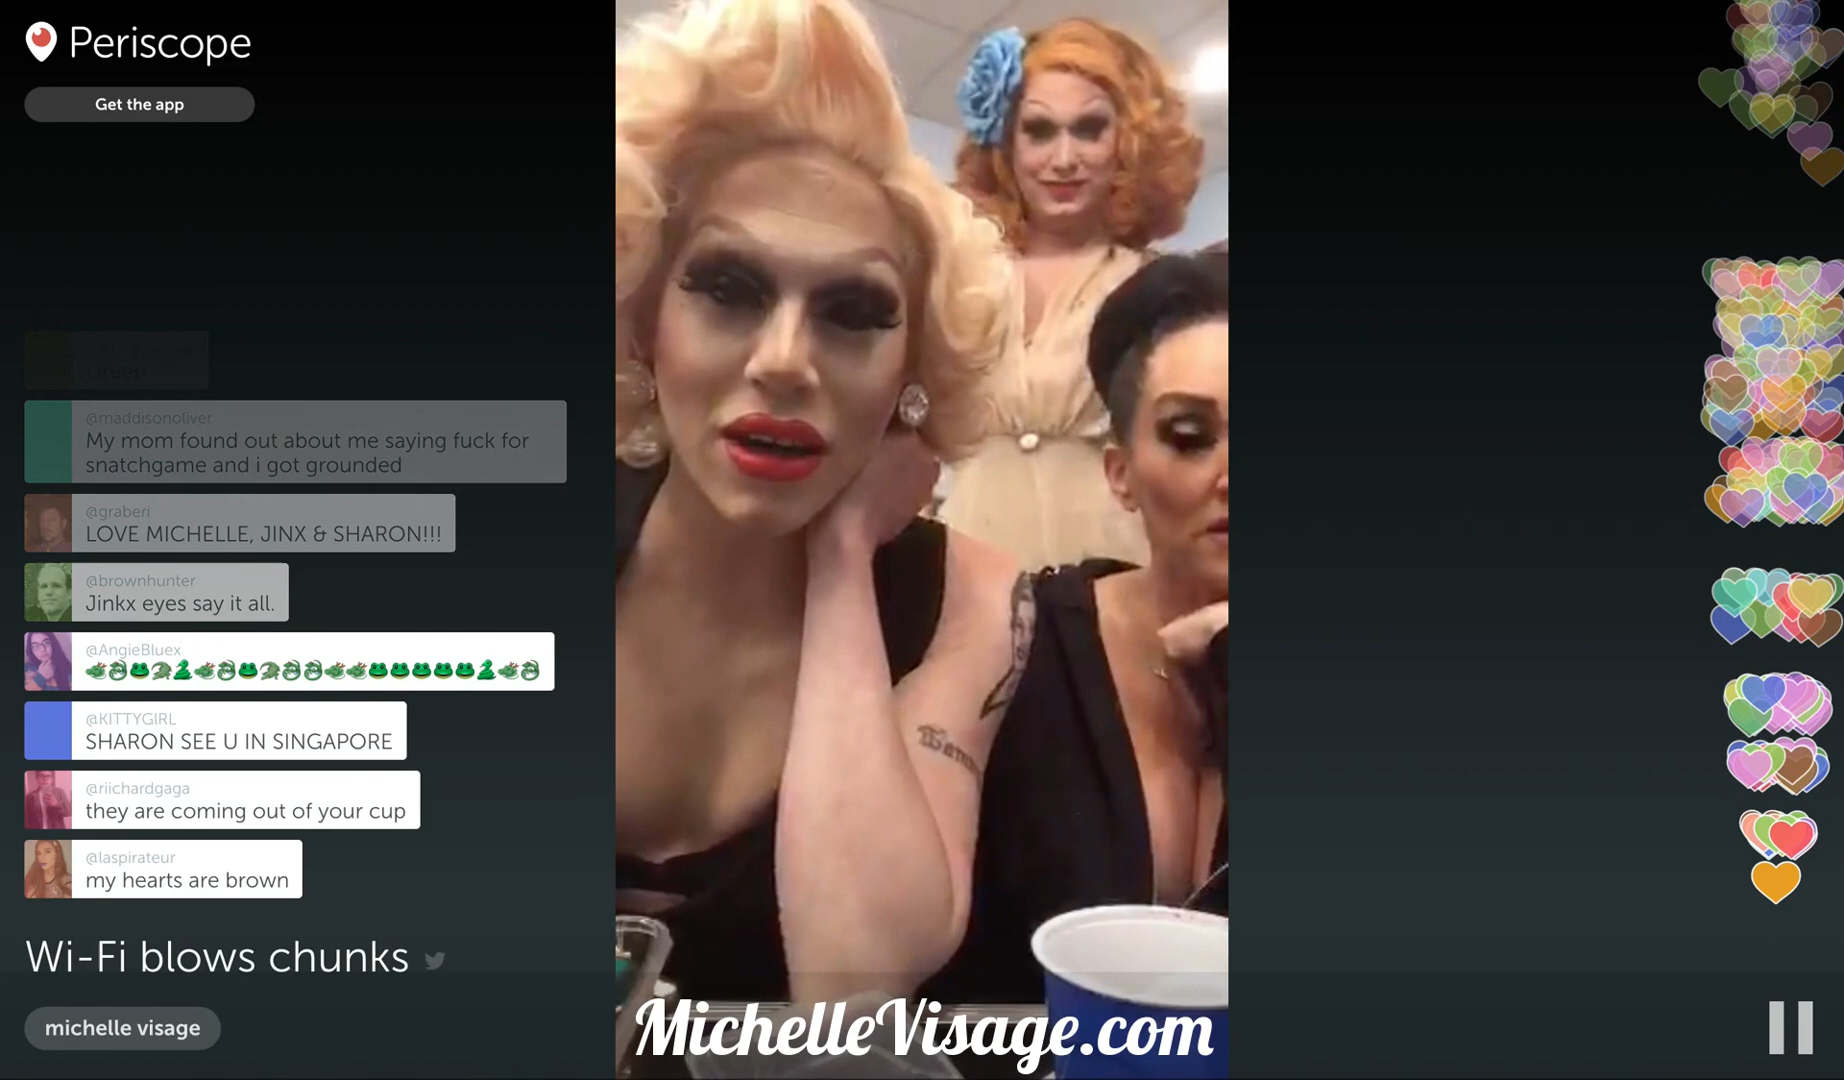 Periscope
Get the app
Green
@maddisonoliver
My mom found out about me saying fuck for
snatchgame and i got grounded
@graberi
LOVE MICHELLE, JINX & SHARON!!!
@brownhunter
Jinkx eyes say it all.
@AngieBluex
🐲🐉🐸🐊🐍🐲🐉🐸🐊🐉🐉🐲🐲🐸🐸🐸🐸🐸🐍🐲🐉
@KITTYGIRL
SHARON SEE U IN SINGAPORE
@riichardgaga
they are coming out of your cup
@laspirateur
my hearts are brown
Wi-Fi blows chunks
michelle visage
MichelleVisage.com